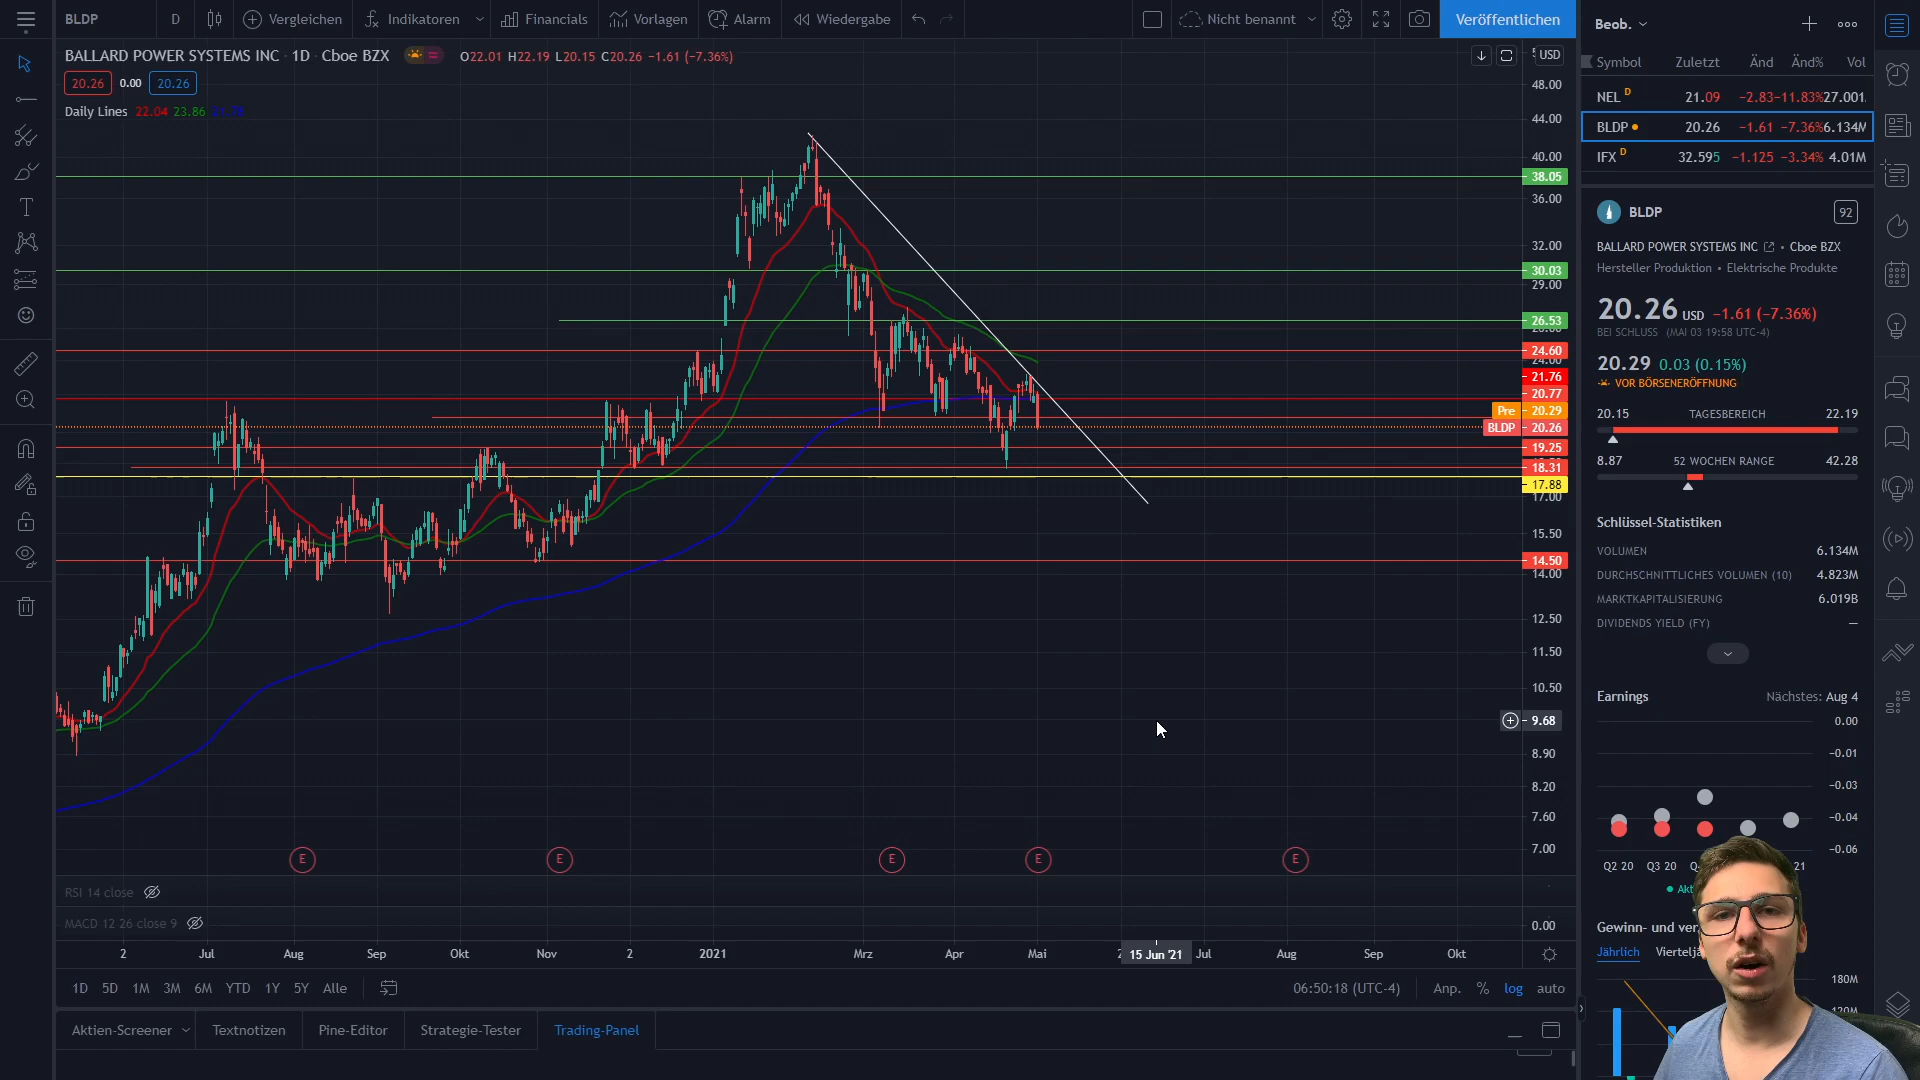 BLDP D Vergleichen Indikatoren Financials Vorlagen Alarm Wiedergabe Nicht benannt Veröffentlichen
BALLARD POWER SYSTEMS INC · 1D · Cboe BZX O22.01 H22.19 L20.15 C20.26 −1.61 (−7.36%)
20.26 0.00 20.26
Daily Lines 22.04 23.86
USD
48.00
44.00
40.00
38.05
36.00
32.00
30.03
29.00
26.53
24.60
24.00
21.76
20.77
Pre 20.29
BLDP 20.26
19.25
18.31
17.88
17.00
15.50
14.50
14.00
12.50
11.50
10.50
9.68
8.90
8.20
7.60
7.00
E E E E E
RSI 14 close
MACD 12 26 close 9
0.00
2 Jul Aug Sep Okt Nov 2 2021 Mrz Apr Mai 15 Jun '21 Jul Aug Sep Okt
1D 5D 1M 3M 6M YTD 1Y 5Y Alle 06:50:18 (UTC-4) Anp. % log auto
Aktien-Screener Textnotizen Pine-Editor Strategie-Tester Trading-Panel
Beob.
Symbol Zuletzt Änd Änd% Vol
NEL D 21.09 −2.83 −11.83% 27.001
BLDP 20.26 −1.61 −7.36% 6.134M
IFX D 32.595 −1.125 −3.34% 4.01M
BLDP 92
BALLARD POWER SYSTEMS INC • Cboe BZX
Hersteller Produktion • Elektrische Produkte
20.26 USD −1.61 (−7.36%)
BEI SCHLUSS (MAI 03 19:58 UTC-4)
20.29 0.03 (0.15%)
VOR BÖRSENERÖFFNUNG
20.15 TAGESBEREICH 22.19
8.87 52 WOCHEN RANGE 42.28
Schlüssel-Statistiken
VOLUMEN 6.134M
DURCHSCHNITTLICHES VOLUMEN (10) 4.823M
MARKTKAPITALISIERUNG 6.019B
DIVIDENDS YIELD (FY) —
Earnings Nächstes: Aug 4
0.00
−0.01
−0.03
−0.04
−0.06
Q2 20 Q3 20 Q 21
Akt
Gewinn- und ver
Jährlich Viertelja
180M
120M